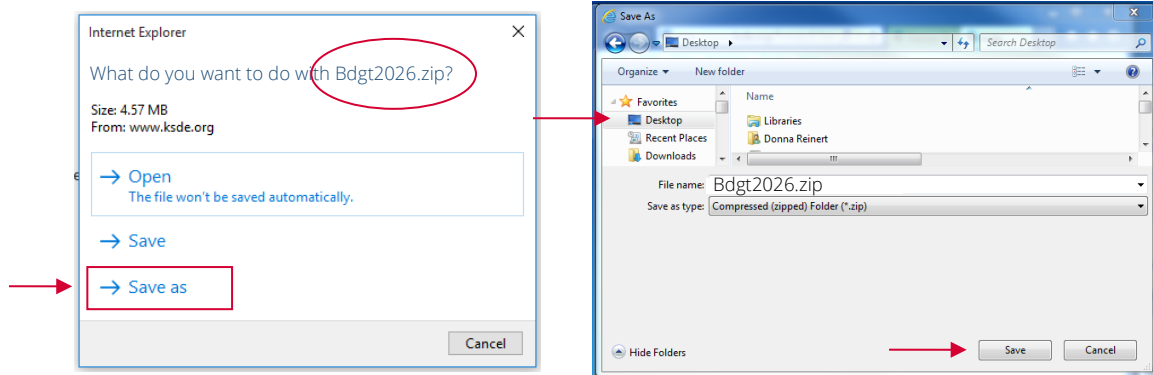 Internet Explorer
What do you want to do with Bdgt2026.zip?
Size: 4.57 MB
From: www.ksde.org
Open
The file won't be saved automatically.
Save
Save as
Cancel
Save As
Desktop
Search Desktop
Organize
New folder
Favorites
Desktop
Recent Places
Downloads
Name
Libraries
Donna Reinert
File name: Bdgt2026.zip
Save as type: Compressed (zipped) Folder (*.zip)
Hide Folders
Save
Cancel